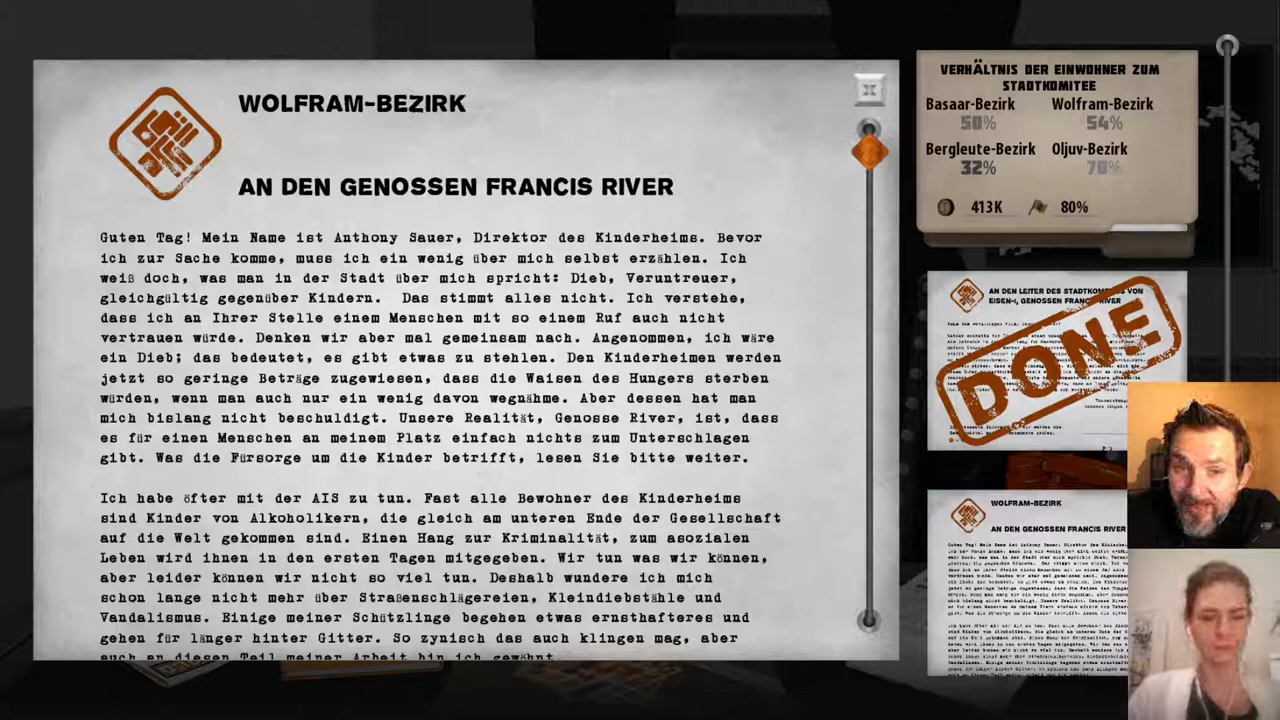 WOLFRAM-BEZIRK
AN DEN GENOSSEN FRANCIS RIVER
Guten Tag! Mein Name ist Anthony Sauer, Direktor des Kinderheims. Bevor
ich zur Sache komme, muss ich ein wenig über mich selbst erzählen. Ich
weiß doch, was man in der Stadt über mich spricht: Dieb, Veruntreuer,
gleichgültig gegenüber Kindern. Das stimmt alles nicht. Ich verstehe,
dass ich an Ihrer Stelle einem Menschen mit so einem Ruf auch nicht
vertrauen würde. Denken wir aber mal gemeinsam nach. Angenommen, ich wäre
ein Dieb; das bedeutet, es gibt etwas zu stehlen. Den Kinderheimen werden
jetzt so geringe Beträge zugewiesen, dass die Waisen des Hungers sterben
würden, wenn man auch nur ein wenig davon wegnähme. Aber dessen hat man
mich bislang nicht beschuldigt. Unsere Realität, Genosse River, ist, dass
es für einen Menschen an meinem Platz einfach nichts zum Unterschlagen
gibt. Was die Fürsorge um die Kinder betrifft, lesen Sie bitte weiter.
Ich habe öfter mit der AIS zu tun. Fast alle Bewohner des Kinderheims
sind Kinder von Alkoholikern, die gleich am unteren Ende der Gesellschaft
auf die Welt gekommen sind. Einen Hang zur Kriminalität, zum asozialen
Leben wird ihnen in den ersten Tagen mitgegeben. Wir tun was wir können,
aber leider können wir nicht so viel tun. Deshalb wundere ich mich
schon lange nicht mehr über Schlägereien, Kleindiebstähle und
Vandalismus. Einige meiner Schützlinge begehen etwas ernsthafteres und
gehen für länger hinter Gitter. So zynisch das auch klingen mag, aber
VERHÄLTNIS DER EINWOHNER ZUM
STADTKOMITEE
Basaar-Bezirk Wolfram-Bezirk
50% 54%
Bergleute-Bezirk Oljuv-Bezirk
32% 70%
413K 80%
AN DEN LEITER DES STADTKOMITEES VON
EISEN-1, GENOSSEN FRANCIS RIVER
DONE
WOLFRAM-BEZIRK
AN DEN GENOSSEN FRANCIS RIVER